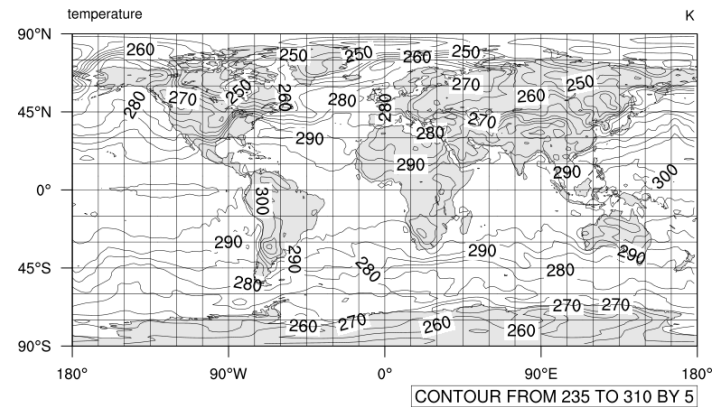 temperature K
90°N
260 250 250 260 250
280 270 250 260 280 280 270 260 250
45°N
290 280 270
290 290 300
0°
300
290 290 290 290
45°S
280 280 280
270 270
260 270 260 260
90°S
180° 90°W 0° 90°E 180°
CONTOUR FROM 235 TO 310 BY 5